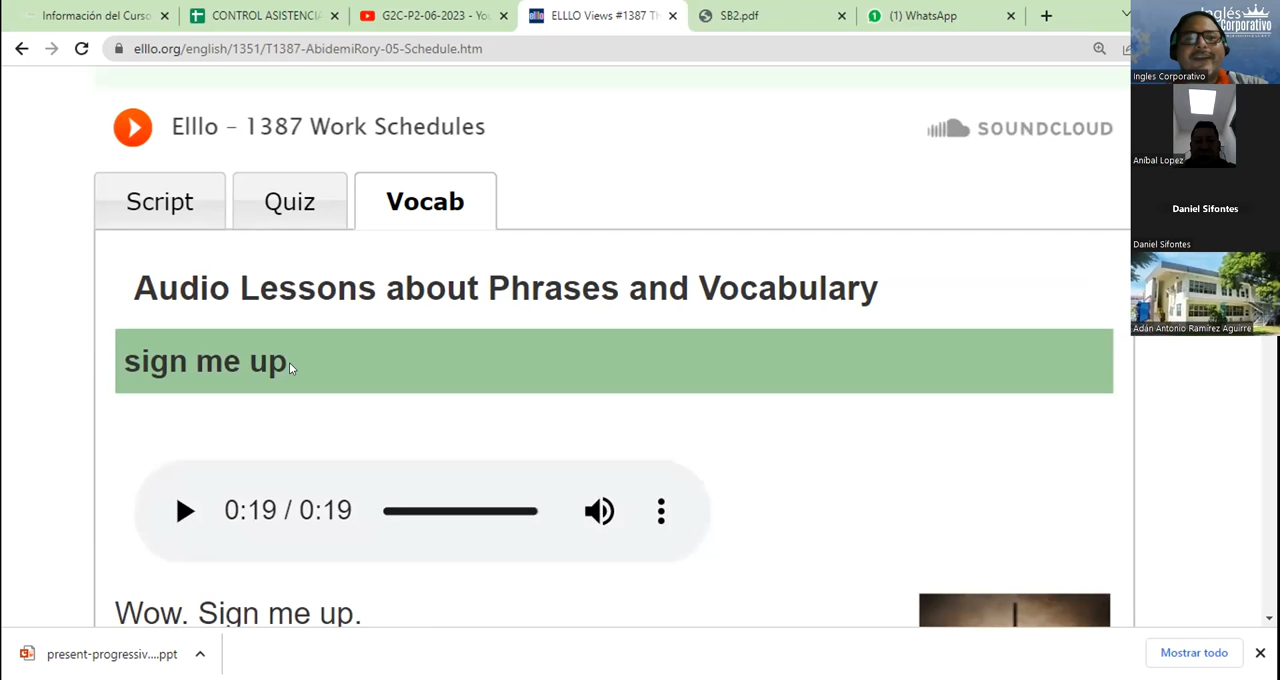 Información del Curso
CONTROL ASISTENCIA
G2C-P2-06-2023 - You
ELLLO Views #1387 Th
SB2.pdf
(1) WhatsApp
elllo.org/english/1351/T1387-AbidemiRory-05-Schedule.htm
Inglés
Corporativo
Ingles Corporativo
Elllo - 1387 Work Schedules
SOUNDCLOUD
Aníbal Lopez
Script
Quiz
Vocab
Daniel Sifontes
Daniel Sifontes
Audio Lessons about Phrases and Vocabulary
Adán Antonio Ramírez Aguirre
sign me up
0:19 / 0:19
Wow. Sign me up.
present-progressiv....ppt
Mostrar todo